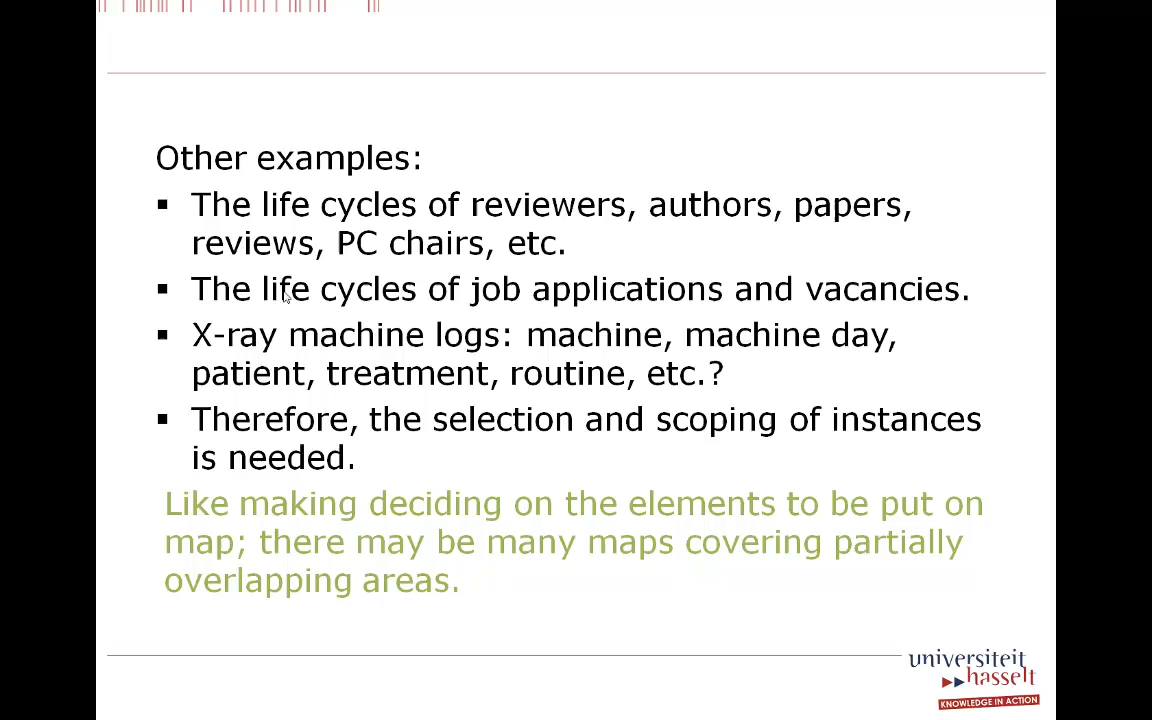 Other examples:
▪ The life cycles of reviewers, authors, papers,
reviews, PC chairs, etc.
▪ The life cycles of job applications and vacancies.
▪ X-ray machine logs: machine, machine day,
patient, treatment, routine, etc.?
▪ Therefore, the selection and scoping of instances
is needed.
Like making deciding on the elements to be put on
map; there may be many maps covering partially
overlapping areas.
universiteit
hasselt
KNOWLEDGE IN ACTION